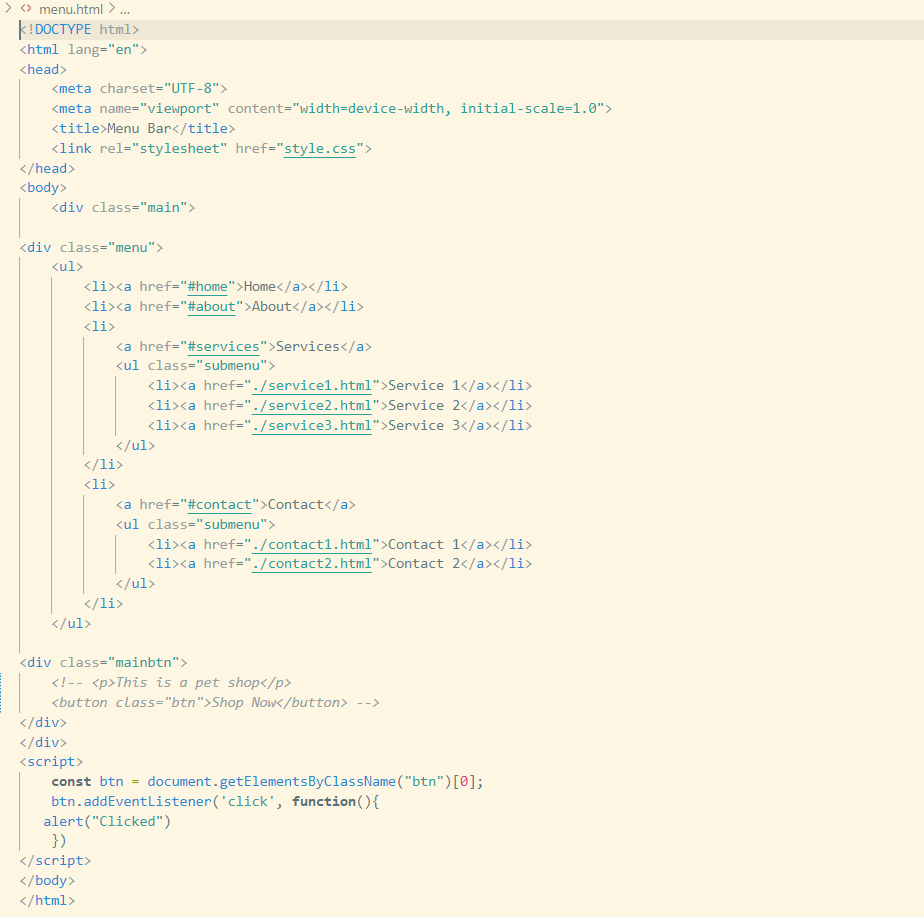 menu.html > ...
<!DOCTYPE html>
<html lang="en">
<head>
    <meta charset="UTF-8">
    <meta name="viewport" content="width=device-width, initial-scale=1.0">
    <title>Menu Bar</title>
    <link rel="stylesheet" href="style.css">
</head>
<body>
    <div class="main">

<div class="menu">
    <ul>
        <li><a href="#home">Home</a></li>
        <li><a href="#about">About</a></li>
        <li>
            <a href="#services">Services</a>
            <ul class="submenu">
                <li><a href="./service1.html">Service 1</a></li>
                <li><a href="./service2.html">Service 2</a></li>
                <li><a href="./service3.html">Service 3</a></li>
            </ul>
        </li>
        <li>
            <a href="#contact">Contact</a>
            <ul class="submenu">
                <li><a href="./contact1.html">Contact 1</a></li>
                <li><a href="./contact2.html">Contact 2</a></li>
            </ul>
        </li>
    </ul>

<div class="mainbtn">
    <!-- <p>This is a pet shop</p>
    <button class="btn">Shop Now</button> -->
</div>
</div>
<script>
    const btn = document.getElementsByClassName("btn")[0];
    btn.addEventListener('click', function(){
   alert("Clicked")
    })
</script>
</body>
</html>